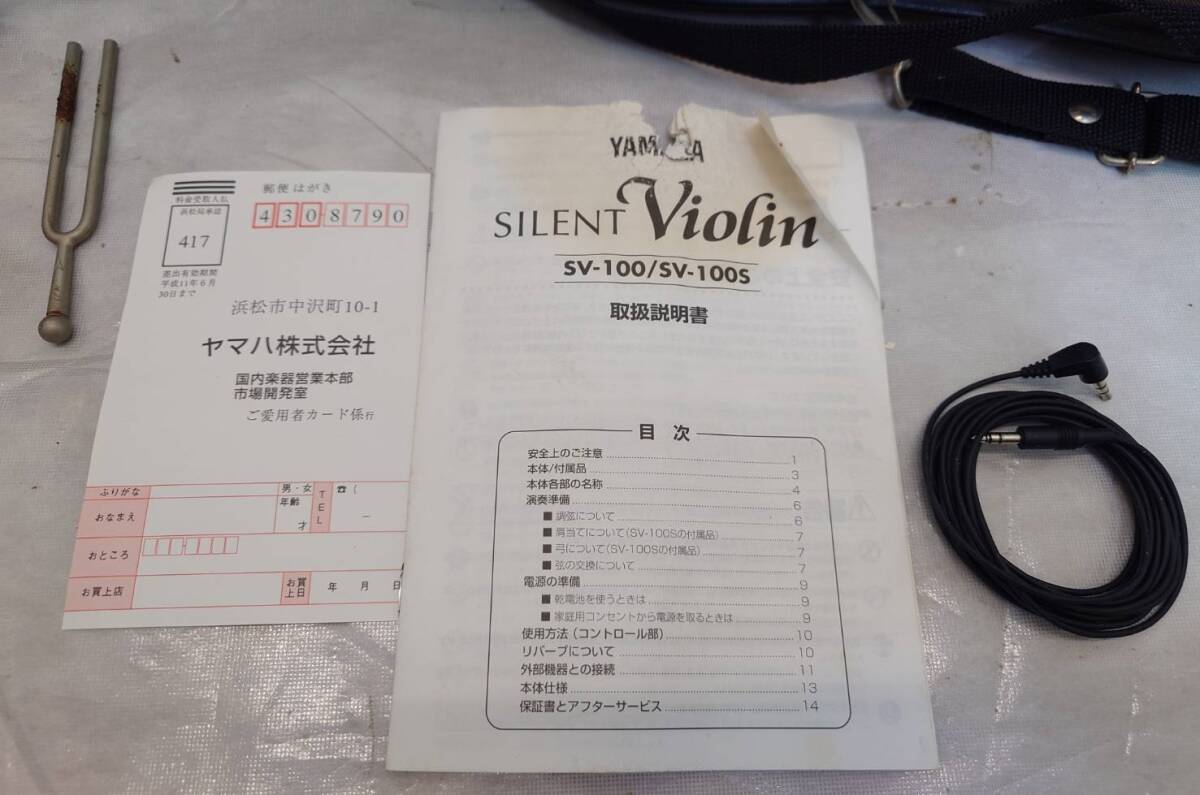 郵便はがき
料金受取人払
浜松局承認
417
差出有効期間
平成11年6月
30日まで
4308790
浜松市中沢町10-1
ヤマハ株式会社
国内楽器営業本部
市場開発室
ご愛用者カード係行
ふりがな
おなまえ
男・女
年齢
才
TEL
☎ (
－
おところ
お買上店
お買上日
年 月 日
SILENT Violin
SV-100/SV-100S
取扱説明書
目 次
安全上のご注意 1
本体/付属品 3
本体各部の名称 4
演奏準備 6
■ 調弦について 6
■ 肩当てについて(SV-100Sの付属品) 7
■ 弓について(SV-100Sの付属品) 7
■ 弦の交換について 7
電源の準備 9
■ 乾電池を使うときは 9
■ 家庭用コンセントから電源を取るときは 9
使用方法(コントロール部) 10
リバーブについて 10
外部機器との接続 11
本体仕様 13
保証書とアフターサービス 14